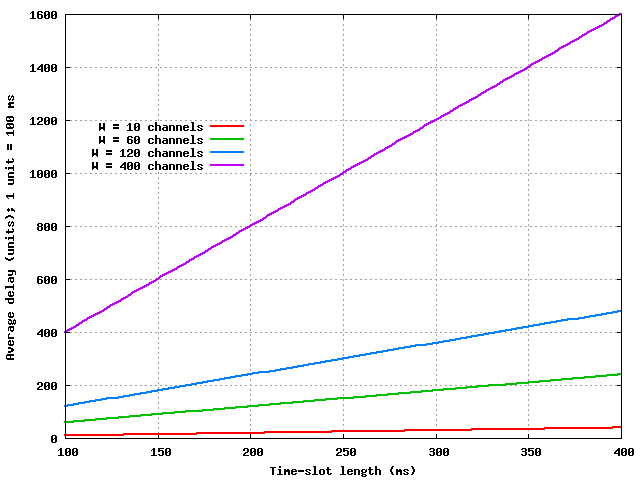 1600
1400
1200
1000
800
600
400
200
0
Average delay (units); 1 unit = 100 ms
W = 10 channels
W = 60 channels
W = 120 channels
W = 400 channels
100 150 200 250 300 350 400
Time-slot length (ms)